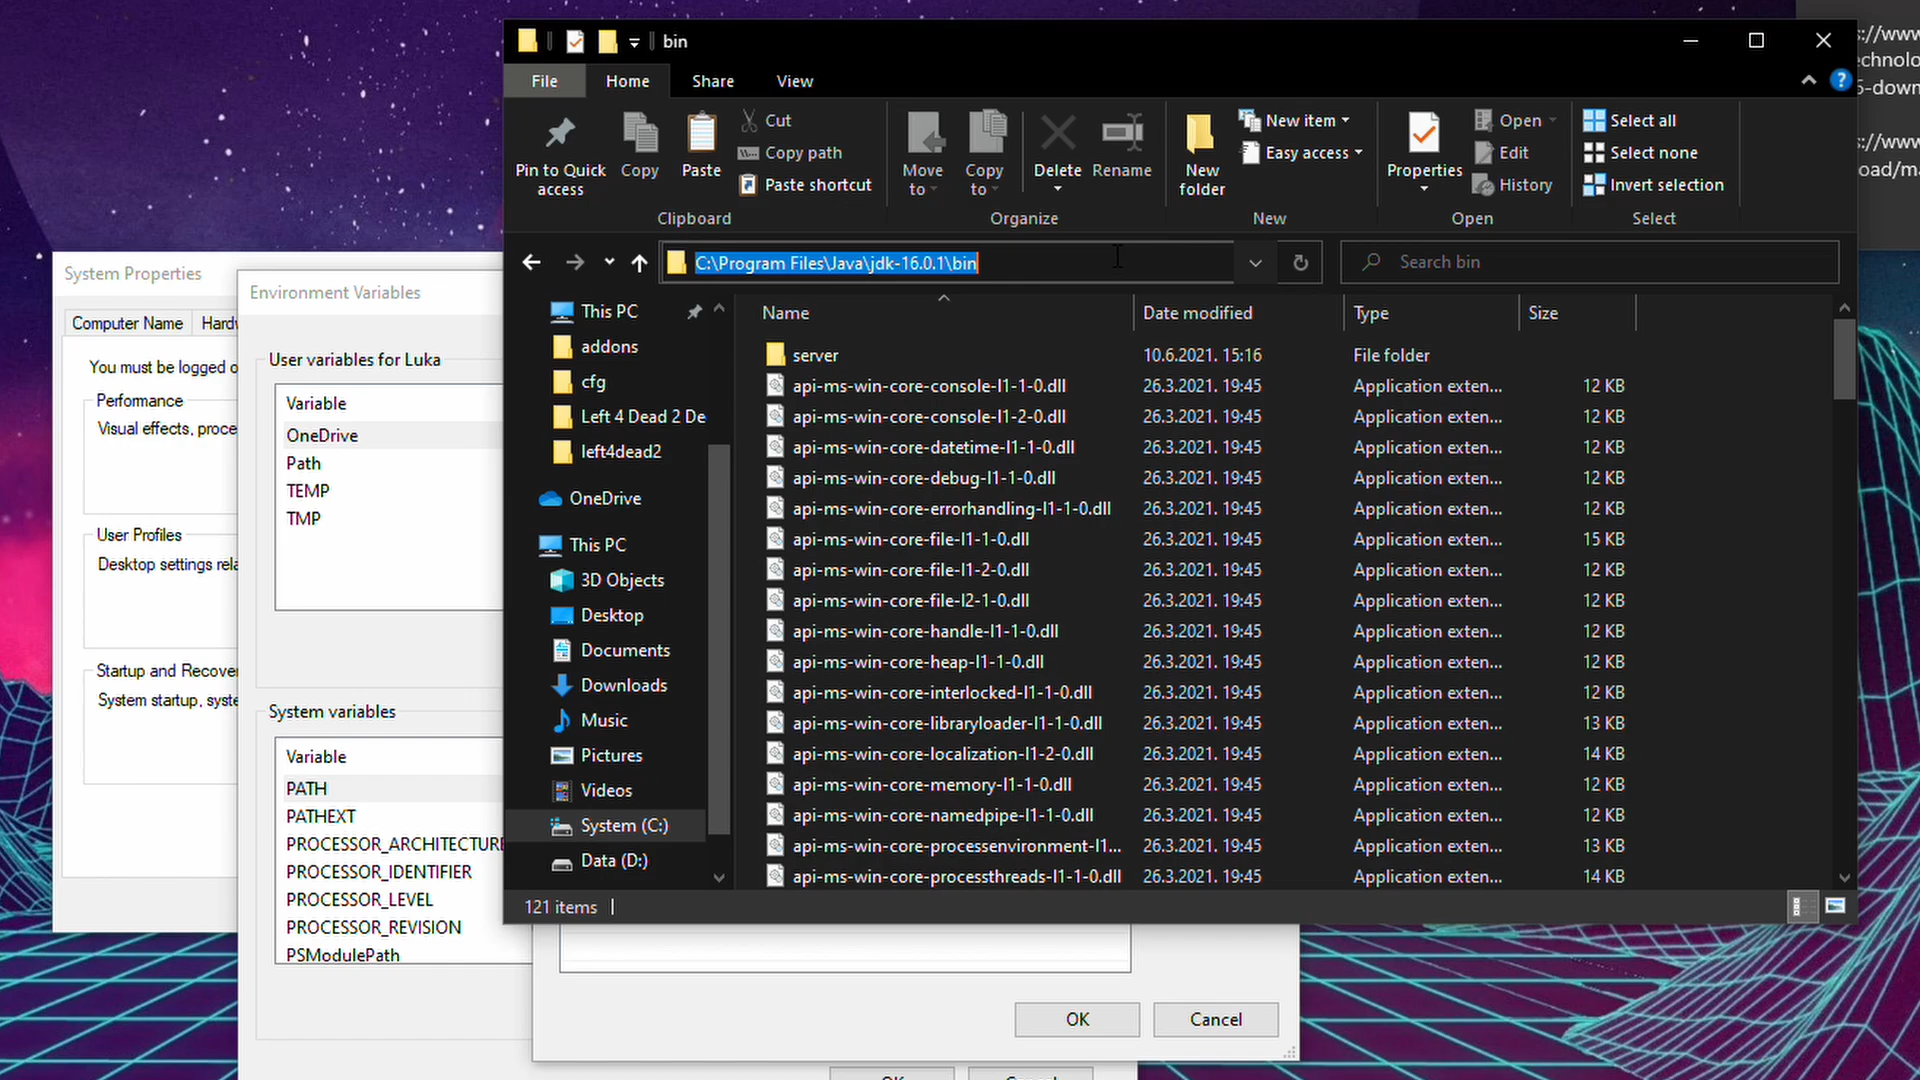 bin
File
Home
Share
View
Pin to Quick access
Copy
Paste
Cut
Copy path
Paste shortcut
Clipboard
Move to
Copy to
Delete
Rename
Organize
New folder
New item
Easy access
New
Properties
Open
Edit
History
Open
Select all
Select none
Invert selection
Select
C:\Program Files\Java\jdk-16.0.1\bin
Search bin
This PC
addons
cfg
Left 4 Dead 2 De
left4dead2
OneDrive
This PC
3D Objects
Desktop
Documents
Downloads
Music
Pictures
Videos
System (C:)
Data (D:)
Name Date modified Type Size
server 10.6.2021. 15:16 File folder
api-ms-win-core-console-l1-1-0.dll 26.3.2021. 19:45 Application exten... 12 KB
api-ms-win-core-console-l1-2-0.dll 26.3.2021. 19:45 Application exten... 12 KB
api-ms-win-core-datetime-l1-1-0.dll 26.3.2021. 19:45 Application exten... 12 KB
api-ms-win-core-debug-l1-1-0.dll 26.3.2021. 19:45 Application exten... 12 KB
api-ms-win-core-errorhandling-l1-1-0.dll 26.3.2021. 19:45 Application exten... 12 KB
api-ms-win-core-file-l1-1-0.dll 26.3.2021. 19:45 Application exten... 15 KB
api-ms-win-core-file-l1-2-0.dll 26.3.2021. 19:45 Application exten... 12 KB
api-ms-win-core-file-l2-1-0.dll 26.3.2021. 19:45 Application exten... 12 KB
api-ms-win-core-handle-l1-1-0.dll 26.3.2021. 19:45 Application exten... 12 KB
api-ms-win-core-heap-l1-1-0.dll 26.3.2021. 19:45 Application exten... 12 KB
api-ms-win-core-interlocked-l1-1-0.dll 26.3.2021. 19:45 Application exten... 12 KB
api-ms-win-core-libraryloader-l1-1-0.dll 26.3.2021. 19:45 Application exten... 13 KB
api-ms-win-core-localization-l1-2-0.dll 26.3.2021. 19:45 Application exten... 14 KB
api-ms-win-core-memory-l1-1-0.dll 26.3.2021. 19:45 Application exten... 12 KB
api-ms-win-core-namedpipe-l1-1-0.dll 26.3.2021. 19:45 Application exten... 12 KB
api-ms-win-core-processenvironment-l1... 26.3.2021. 19:45 Application exten... 13 KB
api-ms-win-core-processthreads-l1-1-0.dll 26.3.2021. 19:45 Application exten... 14 KB
121 items
System Properties
Computer Name
Hardw
You must be logged o
Performance
Visual effects, proce
User Profiles
Desktop settings rela
Startup and Recover
System startup, syste
Environment Variables
User variables for Luka
Variable
OneDrive
Path
TEMP
TMP
System variables
Variable
PATH
PATHEXT
PROCESSOR_ARCHITECTURE
PROCESSOR_IDENTIFIER
PROCESSOR_LEVEL
PROCESSOR_REVISION
PSModulePath
OK
Cancel
s://www
echnolo
-down
s://www
oad/ma